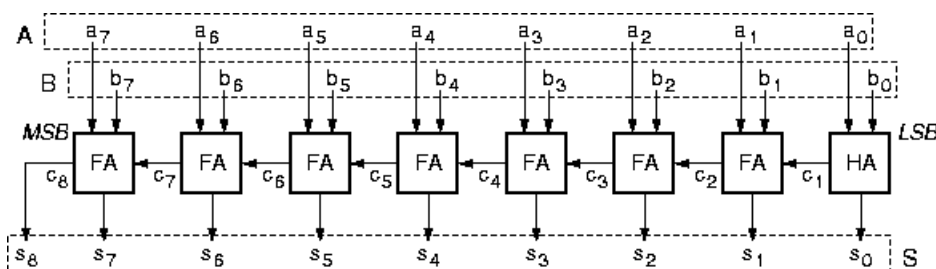 A a7 a6 a5 a4 a3 a2 a1 a0
B b7 b6 b5 b4 b3 b2 b1 b0
MSB LSB
FA FA FA FA FA FA FA HA
c8 c7 c6 c5 c4 c3 c2 c1
s8 s7 s6 s5 s4 s3 s2 s1 s0 S